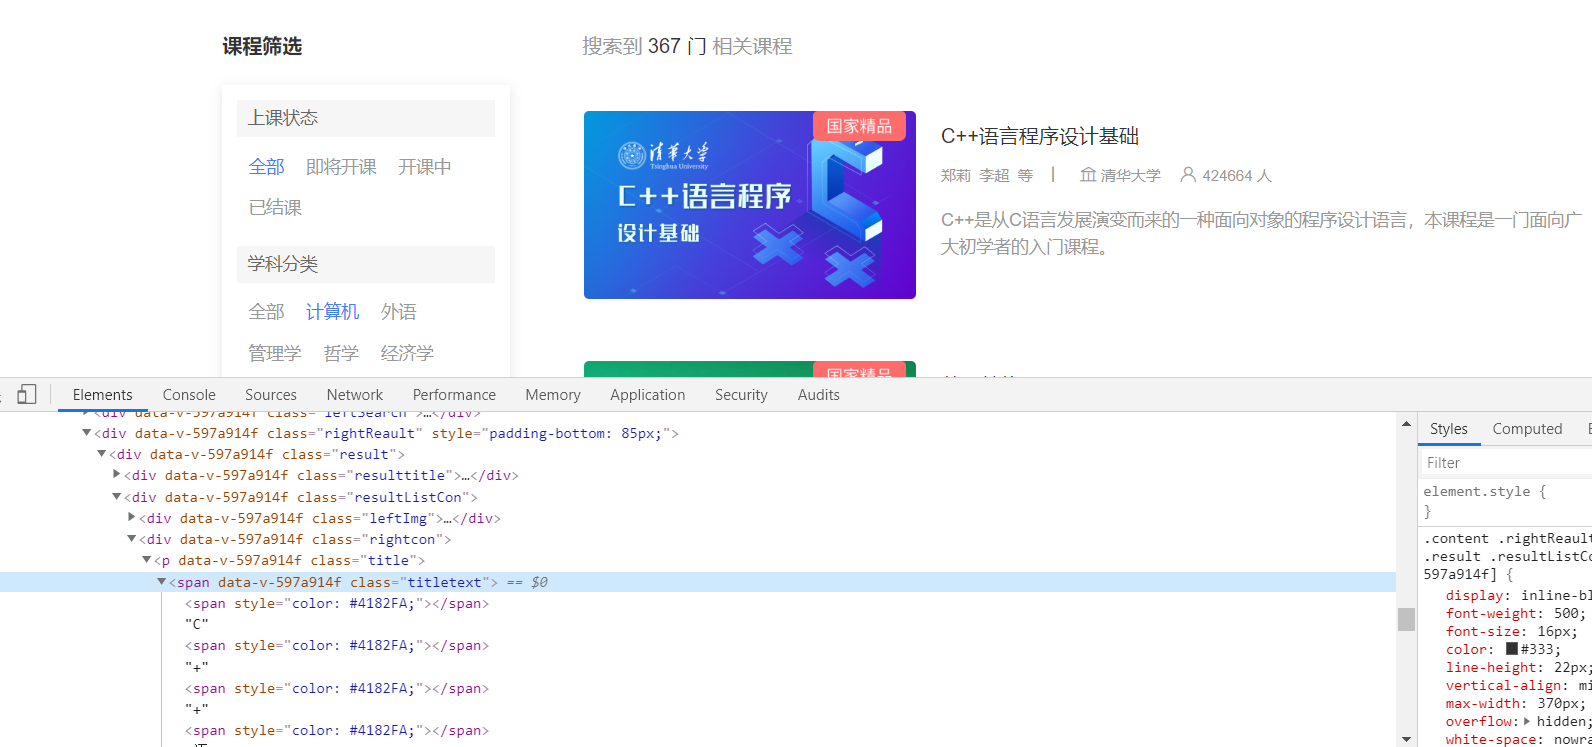 课程筛选
搜索到 367 门 相关课程
上课状态
全部 即将开课 开课中
已结课
学科分类
全部 计算机 外语
管理学 哲学 经济学
国家精品
清华大学
Tsinghua University
C++语言程序
设计基础
C++语言程序设计基础
郑莉 李超 等 | 清华大学 424664 人
C++是从C语言发展演变而来的一种面向对象的程序设计语言，本课程是一门面向广
大初学者的入门课程。
国家精品
Elements Console Sources Network Performance Memory Application Security Audits
<div data-v-597a914f class="leftSearch">…</div>
<div data-v-597a914f class="rightReault" style="padding-bottom: 85px;">
<div data-v-597a914f class="result">
<div data-v-597a914f class="resulttitle">…</div>
<div data-v-597a914f class="resultListCon">
<div data-v-597a914f class="leftImg">…</div>
<div data-v-597a914f class="rightcon">
<p data-v-597a914f class="title">
<span data-v-597a914f class="titletext"> == $0
<span style="color: #4182FA;"></span>
"C"
<span style="color: #4182FA;"></span>
"+"
<span style="color: #4182FA;"></span>
"+"
<span style="color: #4182FA;"></span>
Styles Computed
Filter
element.style {
}
.content .rightReault
.result .resultListCo
597a914f] {
display: inline-bl
font-weight: 500;
font-size: 16px;
color: #333;
line-height: 22px;
vertical-align: mi
max-width: 370px;
overflow: hidden;
white-space: nowra